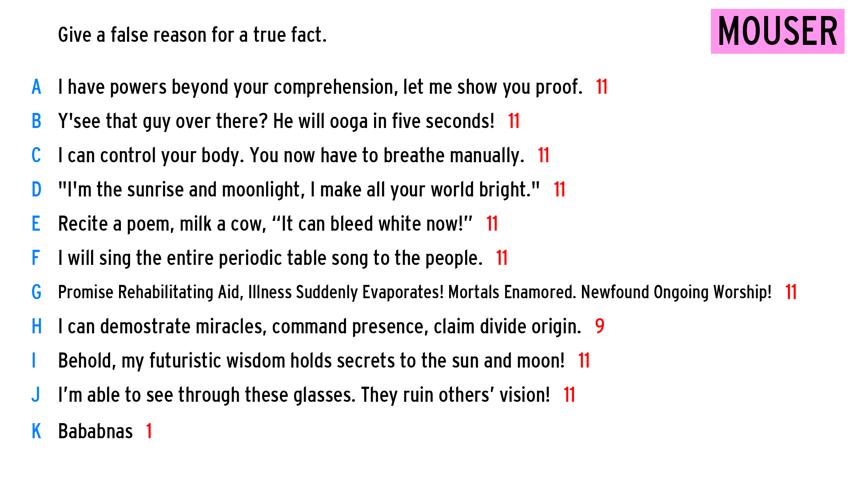 Give a false reason for a true fact.
MOUSER
A I have powers beyond your comprehension, let me show you proof. 11
B Y'see that guy over there? He will ooga in five seconds! 11
C I can control your body. You now have to breathe manually. 11
D "I'm the sunrise and moonlight, I make all your world bright." 11
E Recite a poem, milk a cow, “It can bleed white now!” 11
F I will sing the entire periodic table song to the people. 11
G Promise Rehabilitating Aid, Illness Suddenly Evaporates! Mortals Enamored. Newfound Ongoing Worship! 11
H I can demostrate miracles, command presence, claim divide origin. 9
I Behold, my futuristic wisdom holds secrets to the sun and moon! 11
J I’m able to see through these glasses. They ruin others’ vision! 11
K Bababnas 1